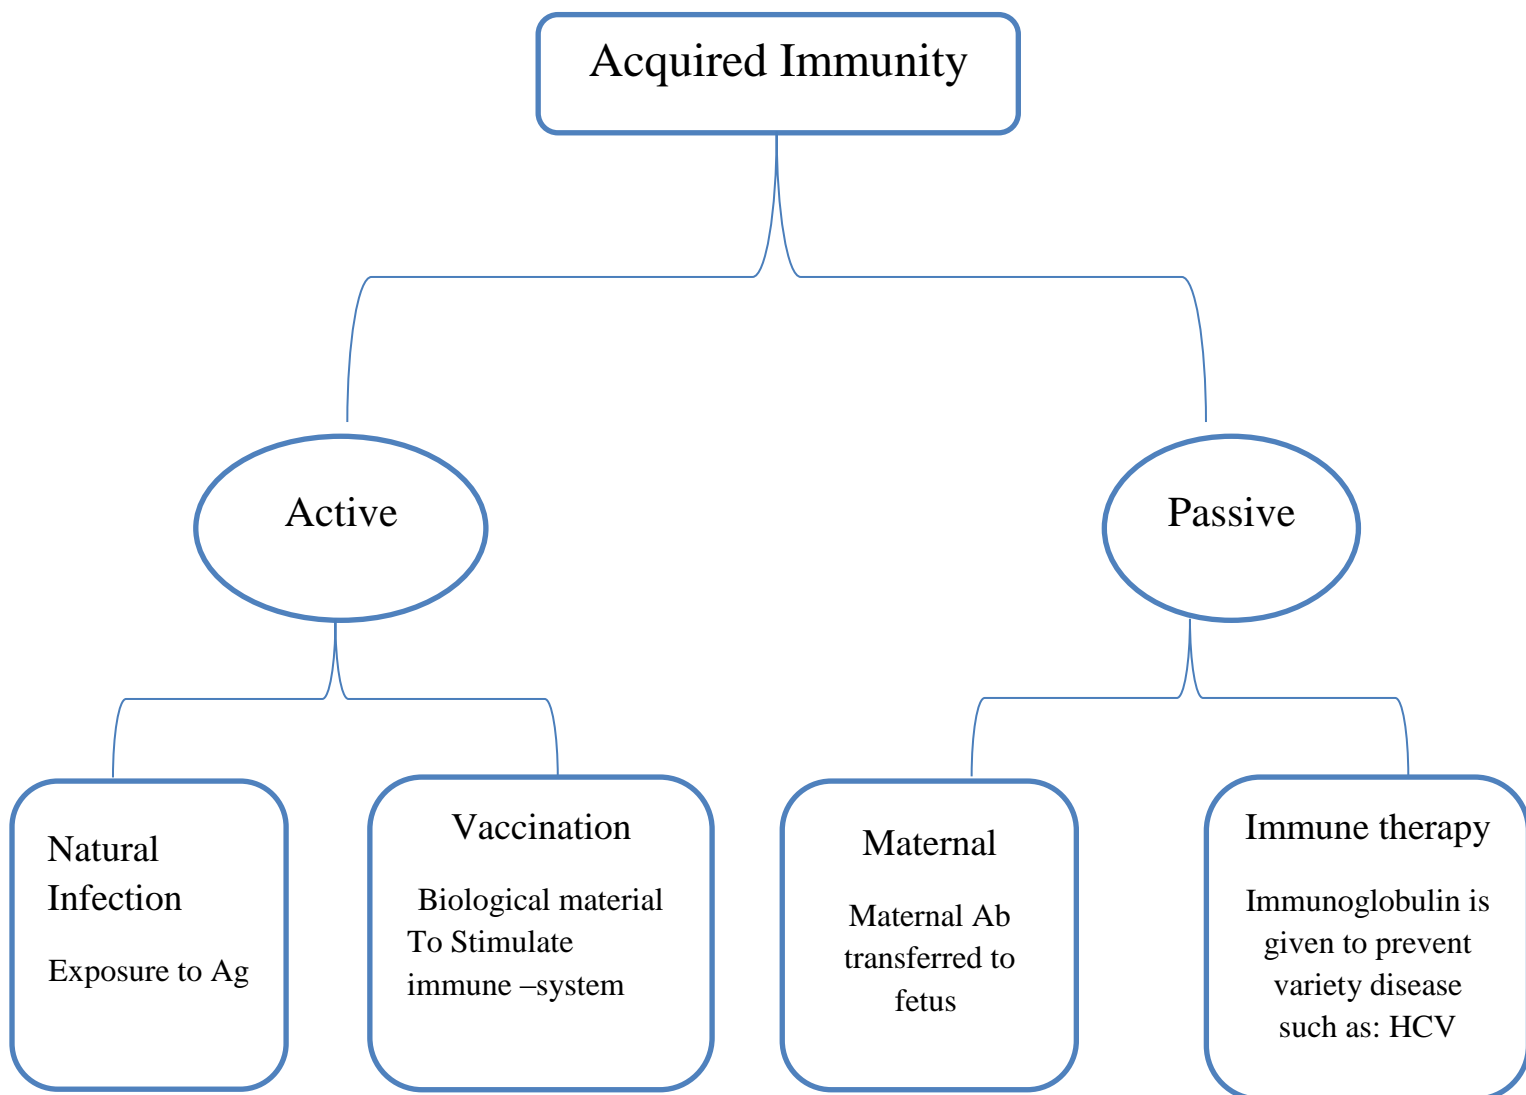 Acquired Immunity
Active
Passive
Natural
Infection
Exposure to Ag
Vaccination
Biological material
To Stimulate
immune –system
Maternal
Maternal Ab
transferred to
fetus
Immune therapy
Immunoglobulin is
given to prevent
variety disease
such as: HCV